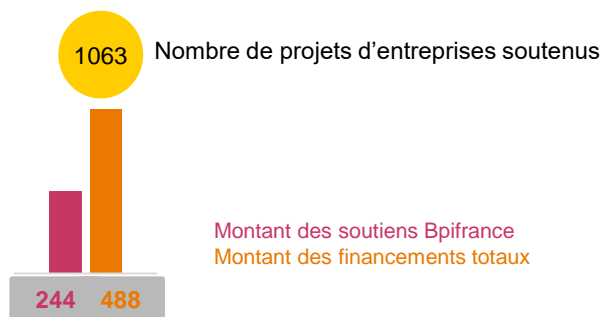 1063
Nombre de projets d’entreprises soutenus
Montant des soutiens Bpifrance
Montant des financements totaux
244 488